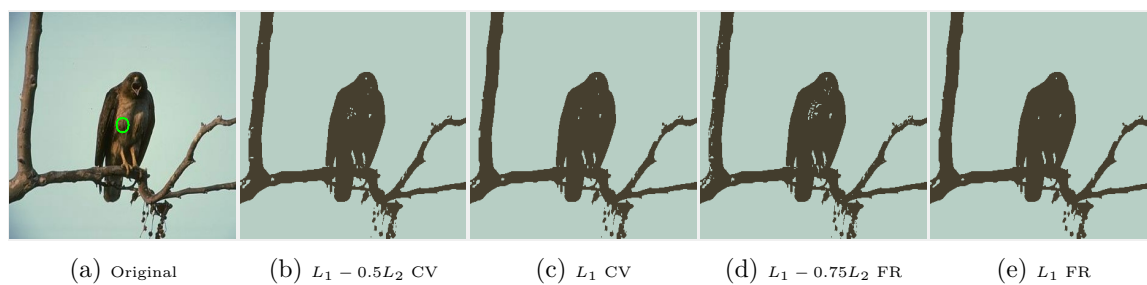 (a) Original (b) L₁ − 0.5L₂ CV (c) L₁ CV (d) L₁ − 0.75L₂ FR (e) L₁ FR